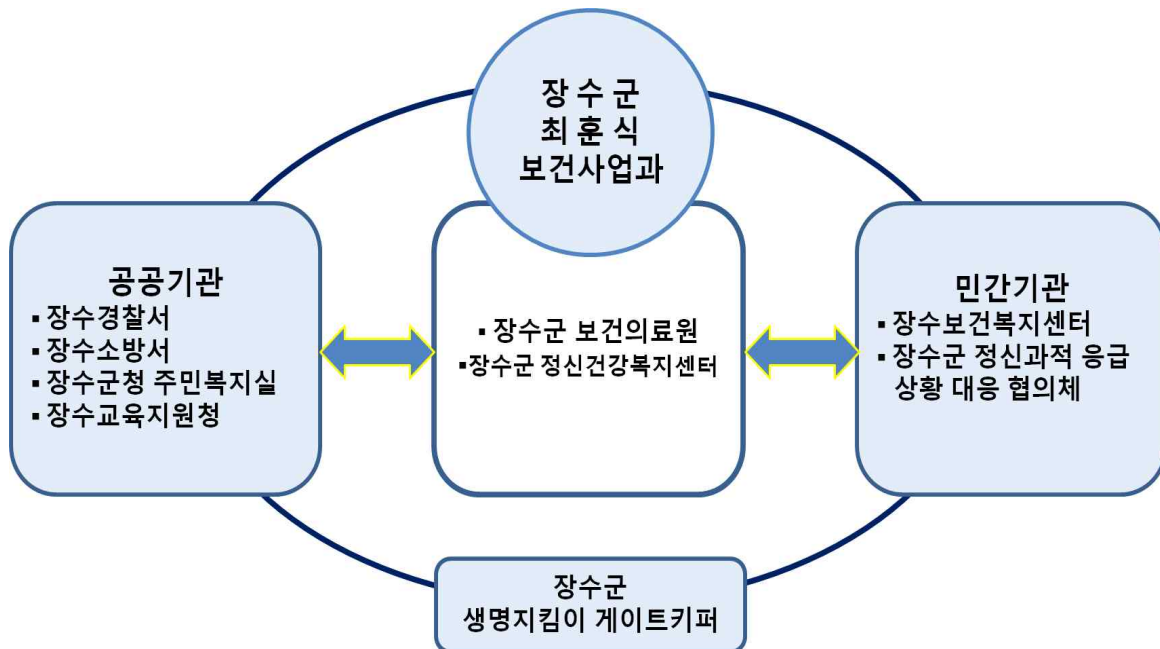 장 수 군
최 훈 식
보건사업과
공공기관
▪ 장수경찰서
▪ 장수소방서
▪ 장수군청 주민복지실
▪ 장수교육지원청
▪ 장수군 보건의료원
▪장수군 정신건강복지센터
민간기관
▪ 장수보건복지센터
▪ 장수군 정신과적 응급
상황 대응 협의체
장수군
생명지킴이 게이트키퍼